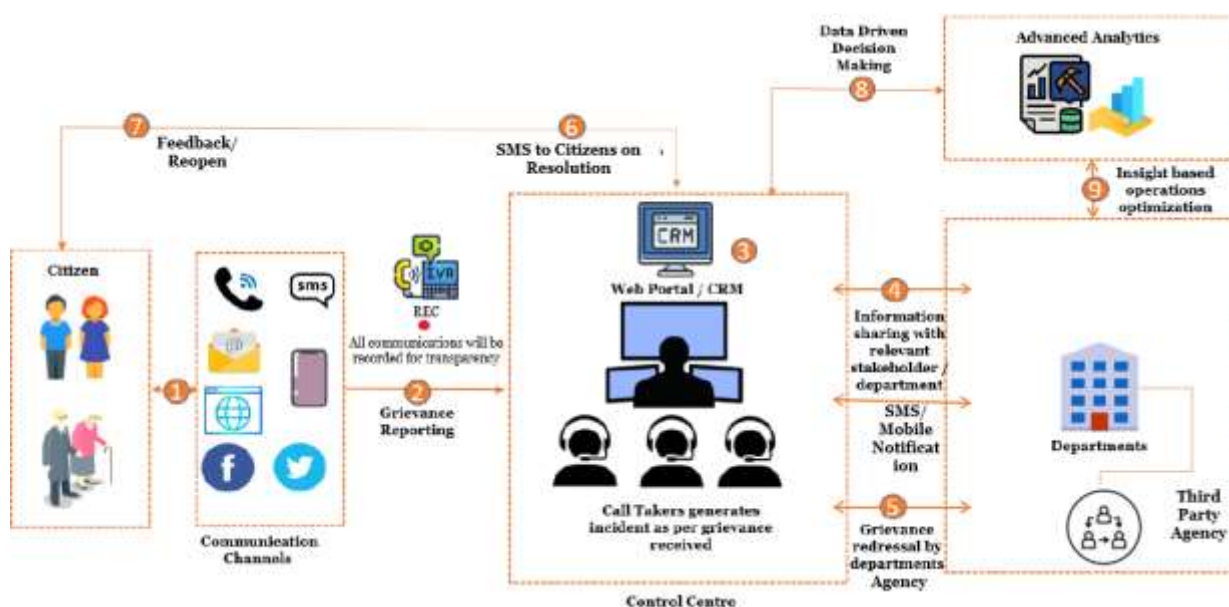 Data Driven
Decision
Making
8
Advanced Analytics
7
Feedback/
Reopen
6
SMS to Citizens on
Resolution
9
Insight based
operations
optimization
Citizen
sms
@
IVR
REC
All communications will be
recorded for transparency
1
2
Grievance
Reporting
f
Communication
Channels
CRM
3
Web Portal / CRM
Call Takers generates
incident as per grievance
received
Control Centre
4
Information
sharing with
relevant
stakeholder /
department
SMS/
Mobile
Notificat
ion
5
Grievance
redressal by
departments
Agency
Departments
Third
Party
Agency